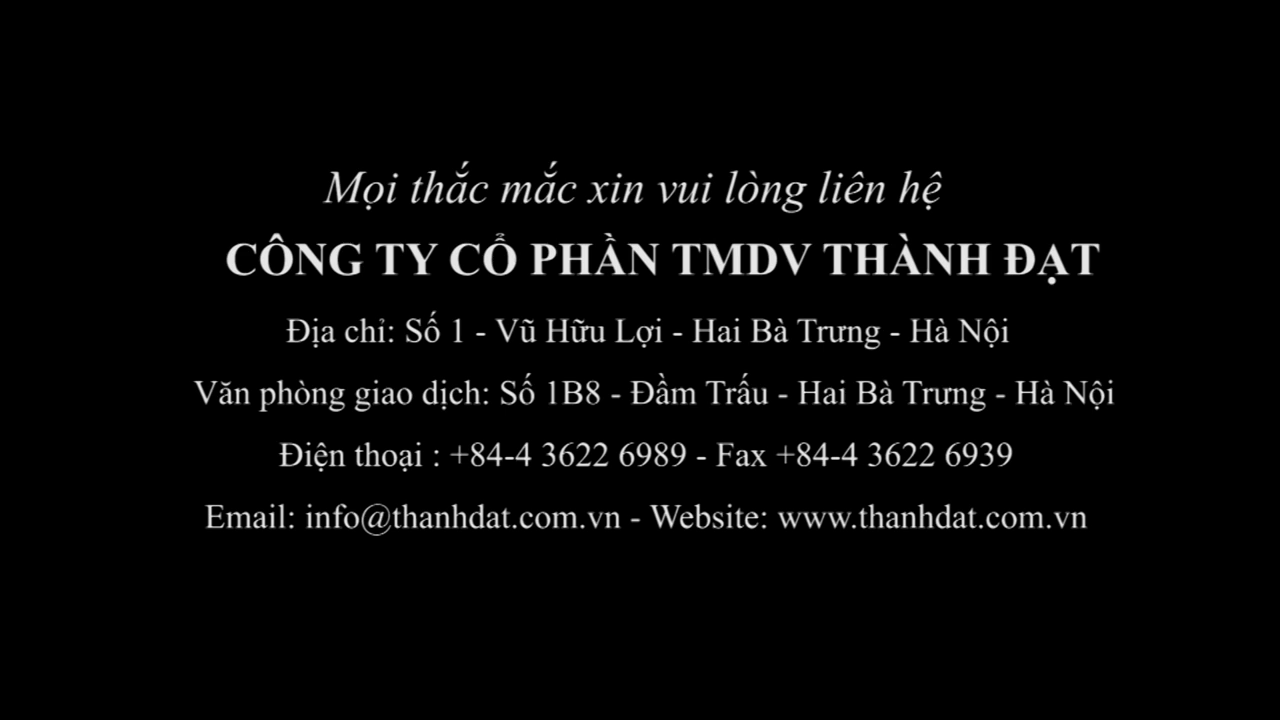 Mọi thắc mắc xin vui lòng liên hệ
CÔNG TY CỔ PHẦN TMDV THÀNH ĐẠT
Địa chỉ: Số 1 - Vũ Hữu Lợi - Hai Bà Trưng - Hà Nội
Văn phòng giao dịch: Số 1B8 - Đầm Trấu - Hai Bà Trưng - Hà Nội
Điện thoại : +84-4 3622 6989 - Fax +84-4 3622 6939
Email: info@thanhdat.com.vn - Website: www.thanhdat.com.vn